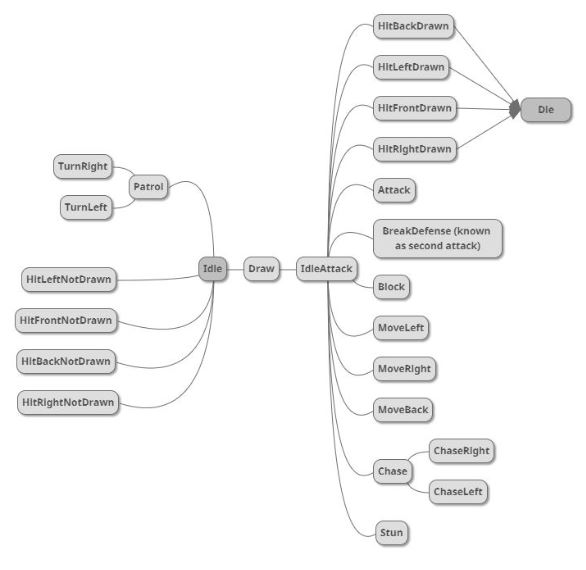 HitBackDrawn
HitLeftDrawn
HitFrontDrawn
Die
HitRightDrawn
TurnRight
Patrol
Attack
TurnLeft
BreakDefense (known
as second attack)
Idle
Draw
IdleAttack
HitLeftNotDrawn
Block
HitFrontNotDrawn
MoveLeft
HitBackNotDrawn
MoveRight
HitRightNotDrawn
MoveBack
ChaseRight
Chase
ChaseLeft
Stun